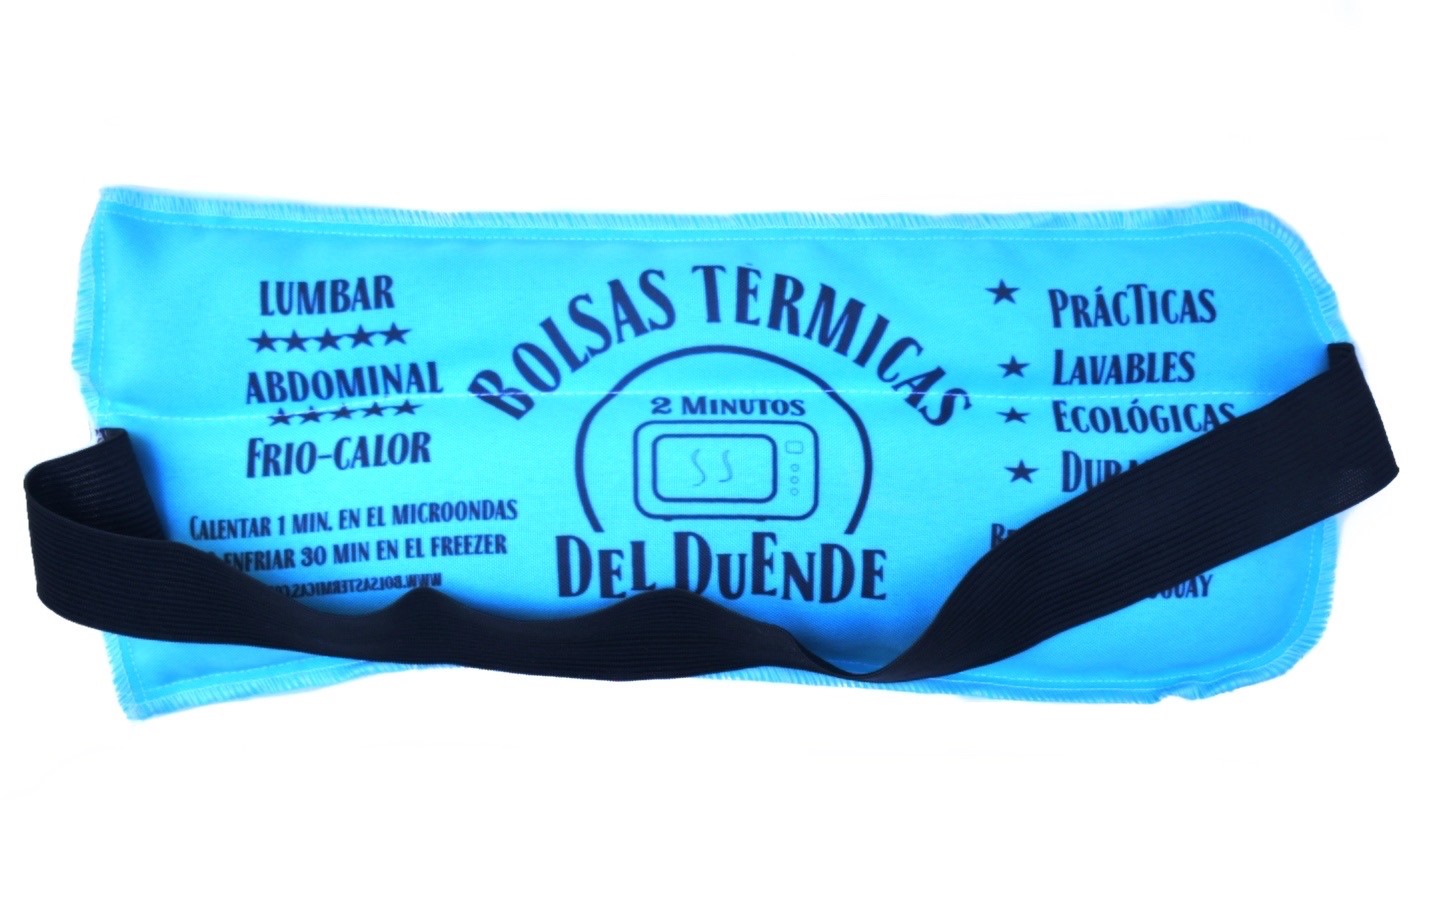 LUMBAR
ABDOMINAL
FRIO-CALOR
CALENTAR 1 MIN. EN EL MICROONDAS
ENFRIAR 30 MIN EN EL FREEZER
BOLSAS TÈRMICAS
2 MINUTOS
DEL DUENDE
PRÁCTICAS
LAVABLES
ECOLÓGICAS